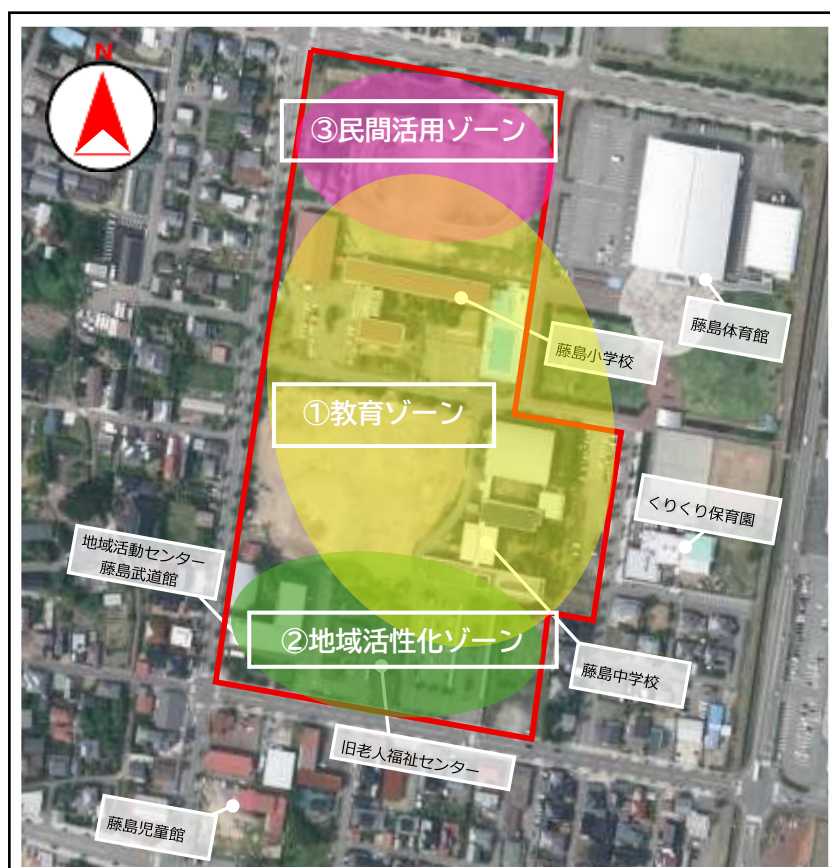 N
③民間活用ゾーン
藤島体育館
藤島小学校
①教育ゾーン
くりくり保育園
地域活動センター
藤島武道館
②地域活性化ゾーン
藤島中学校
旧老人福祉センター
藤島児童館